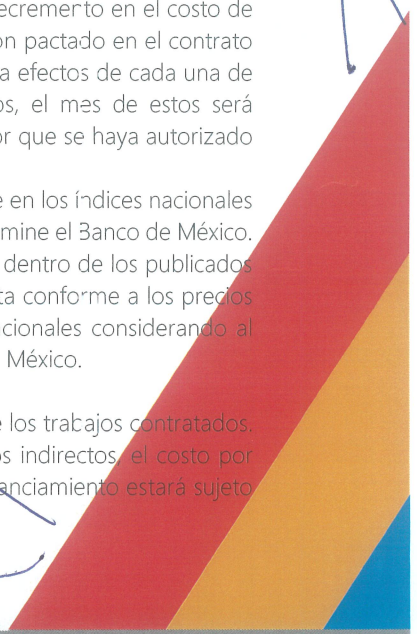 ecremento en el costo de
ón pactado en el contrato
a efectos de cada una de
os, el mes de estos será
or que se haya autorizado
e en los índices nacionales
mine el Banco de México.
dentro de los publicados
ta conforme a los precios
cionales considerando al
México.
e los trabajos contratados.
os indirectos, el costo por
anciamiento estará sujeto